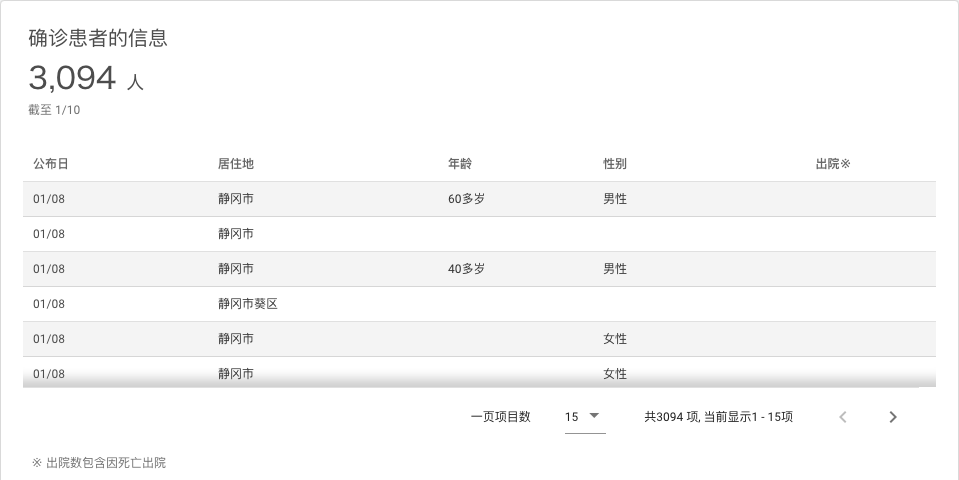 确诊患者的信息
3,094 人
截至 1/10
公布日 居住地 年龄 性别 出院※
01/08 静冈市 60多岁 男性
01/08 静冈市
01/08 静冈市 40多岁 男性
01/08 静冈市葵区
01/08 静冈市 女性
01/08 静冈市 女性
一页项目数 15 共3094 项, 当前显示1 - 15项
※ 出院数包含因死亡出院